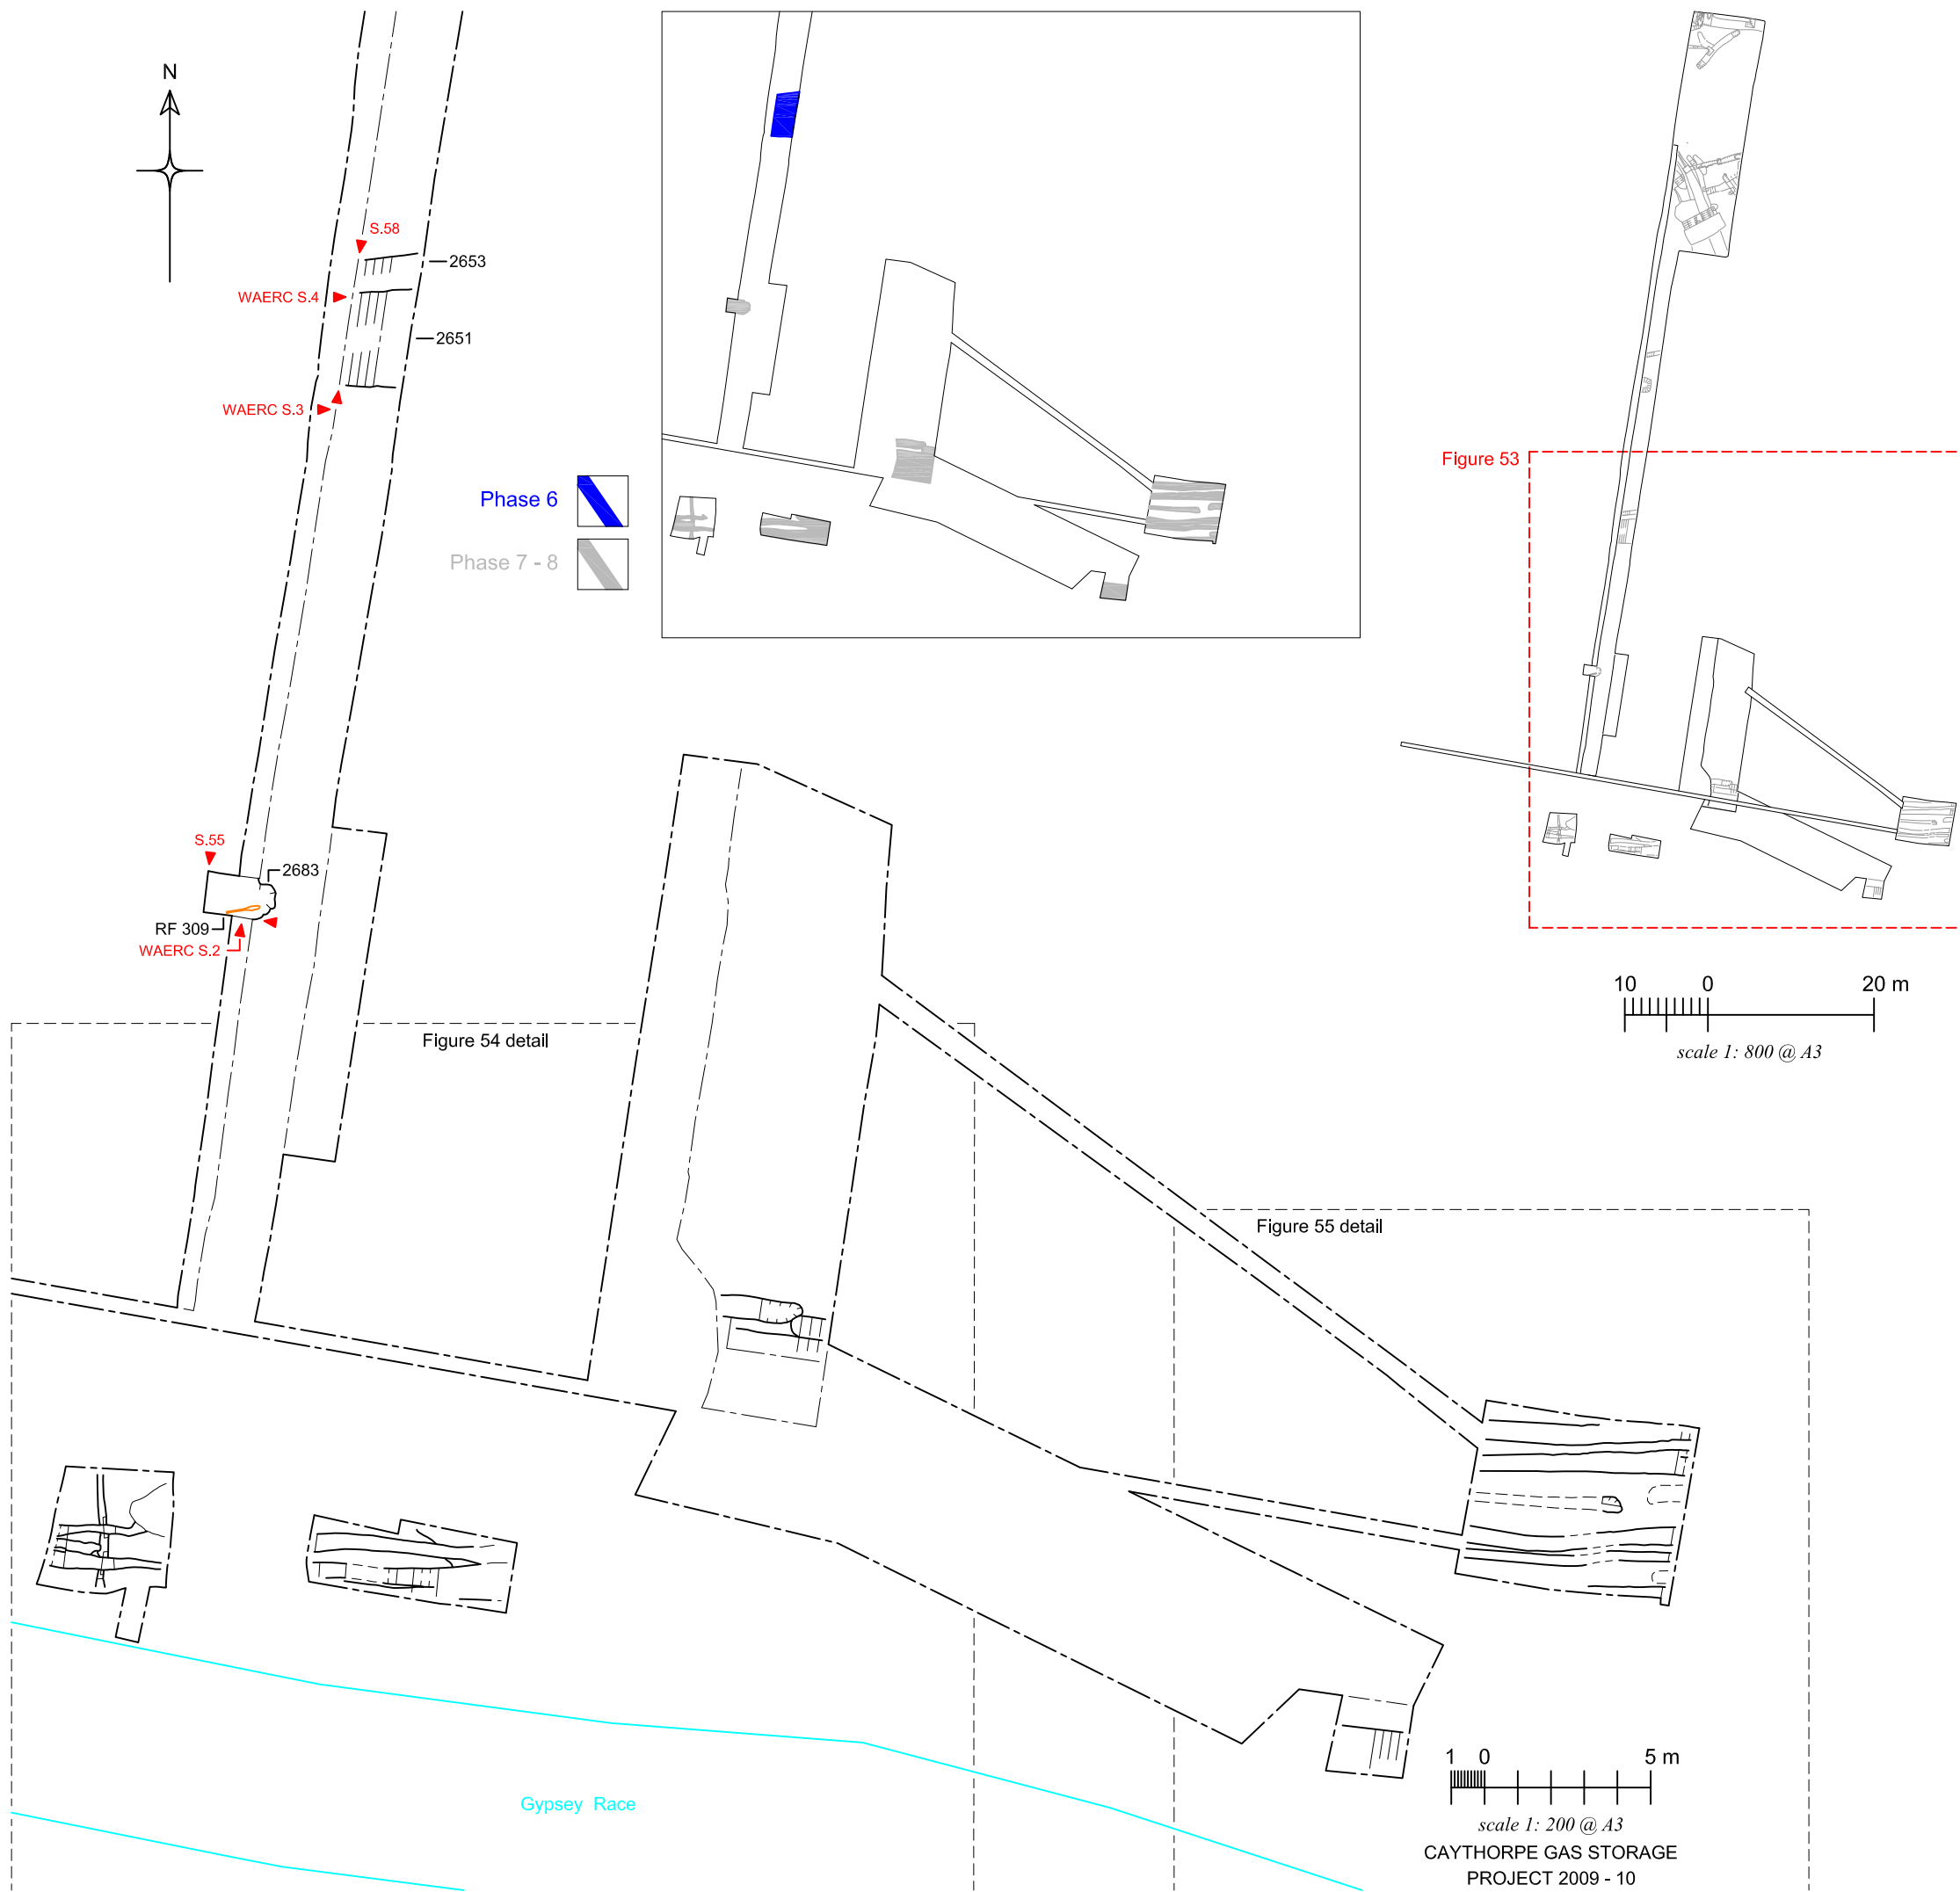 N
S.58
2653
WAERC S.4
2651
WAERC S.3
Phase 6
Phase 7 - 8
Figure 53
S.55
2683
RF 309
WAERC S.2
10 0 20 m
scale 1: 800 @ A3
Figure 54 detail
Figure 55 detail
Gypsey Race
1 0 5 m
scale 1: 200 @ A3
CAYTHORPE GAS STORAGE
PROJECT 2009 - 10